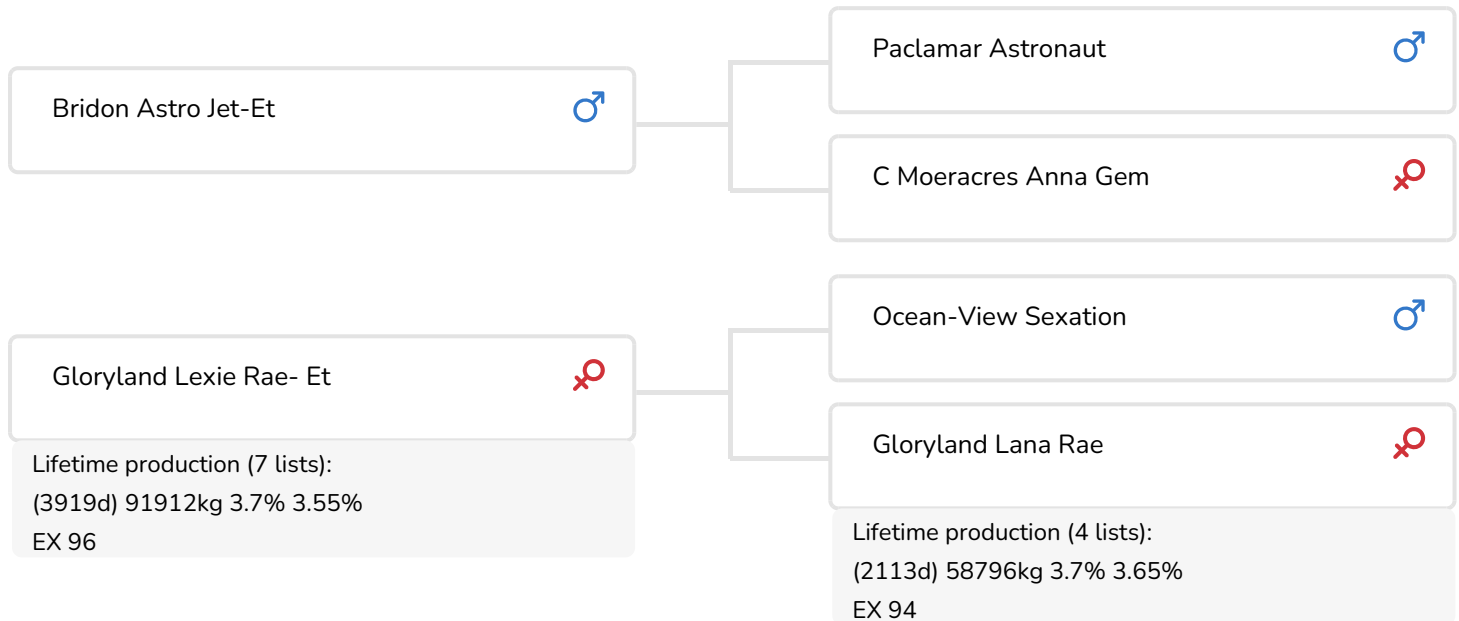 Bridon Astro Jet-Et
Paclamar Astronaut
C Moeracres Anna Gem
Gloryland Lexie Rae- Et
Lifetime production (7 lists):
(3919d) 91912kg 3.7% 3.55%
EX 96
Ocean-View Sexation
Gloryland Lana Rae
Lifetime production (4 lists):
(2113d) 58796kg 3.7% 3.65%
EX 94